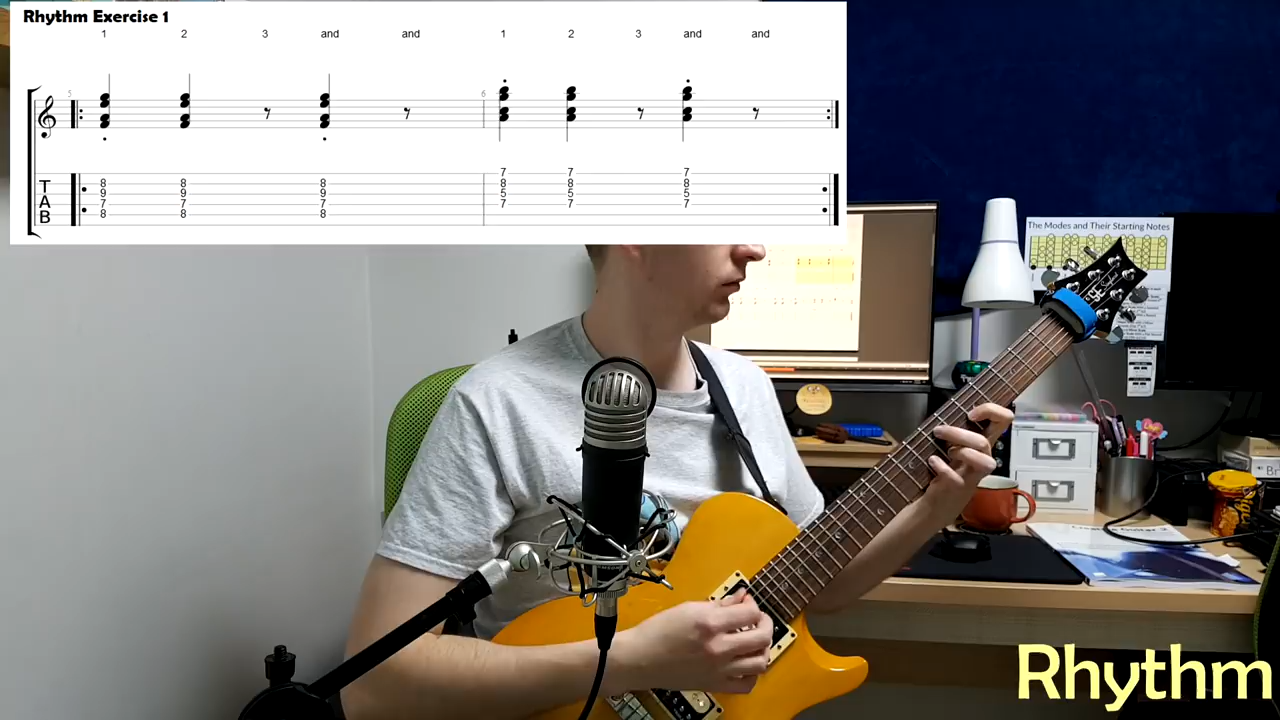 Rhythm Exercise 1
1 2 3 and and 1 2 3 and and
5 6
7 7 7
T 8 8 8 8 8 8
A 9 9 9 5 5 5
7 7 7 7 7 7
B 8 8 8
The Modes and Their Starting Notes
SE
Rhythm